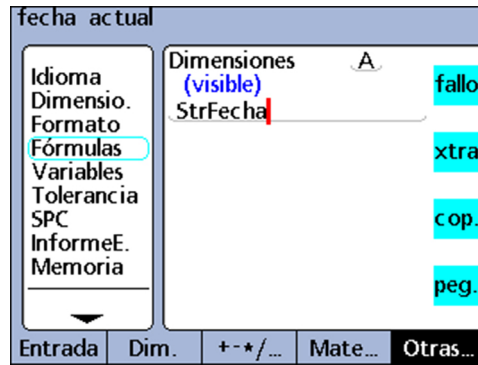 fecha actual
Idioma
Dimensio.
Formato
Fórmulas
Variables
Tolerancia
SPC
InformeE.
Memoria
Dimensiones A
(visible)
StrFecha
fallo
xtra
cop.
peg.
Entrada Dim. +-*/... Mate... Otras...